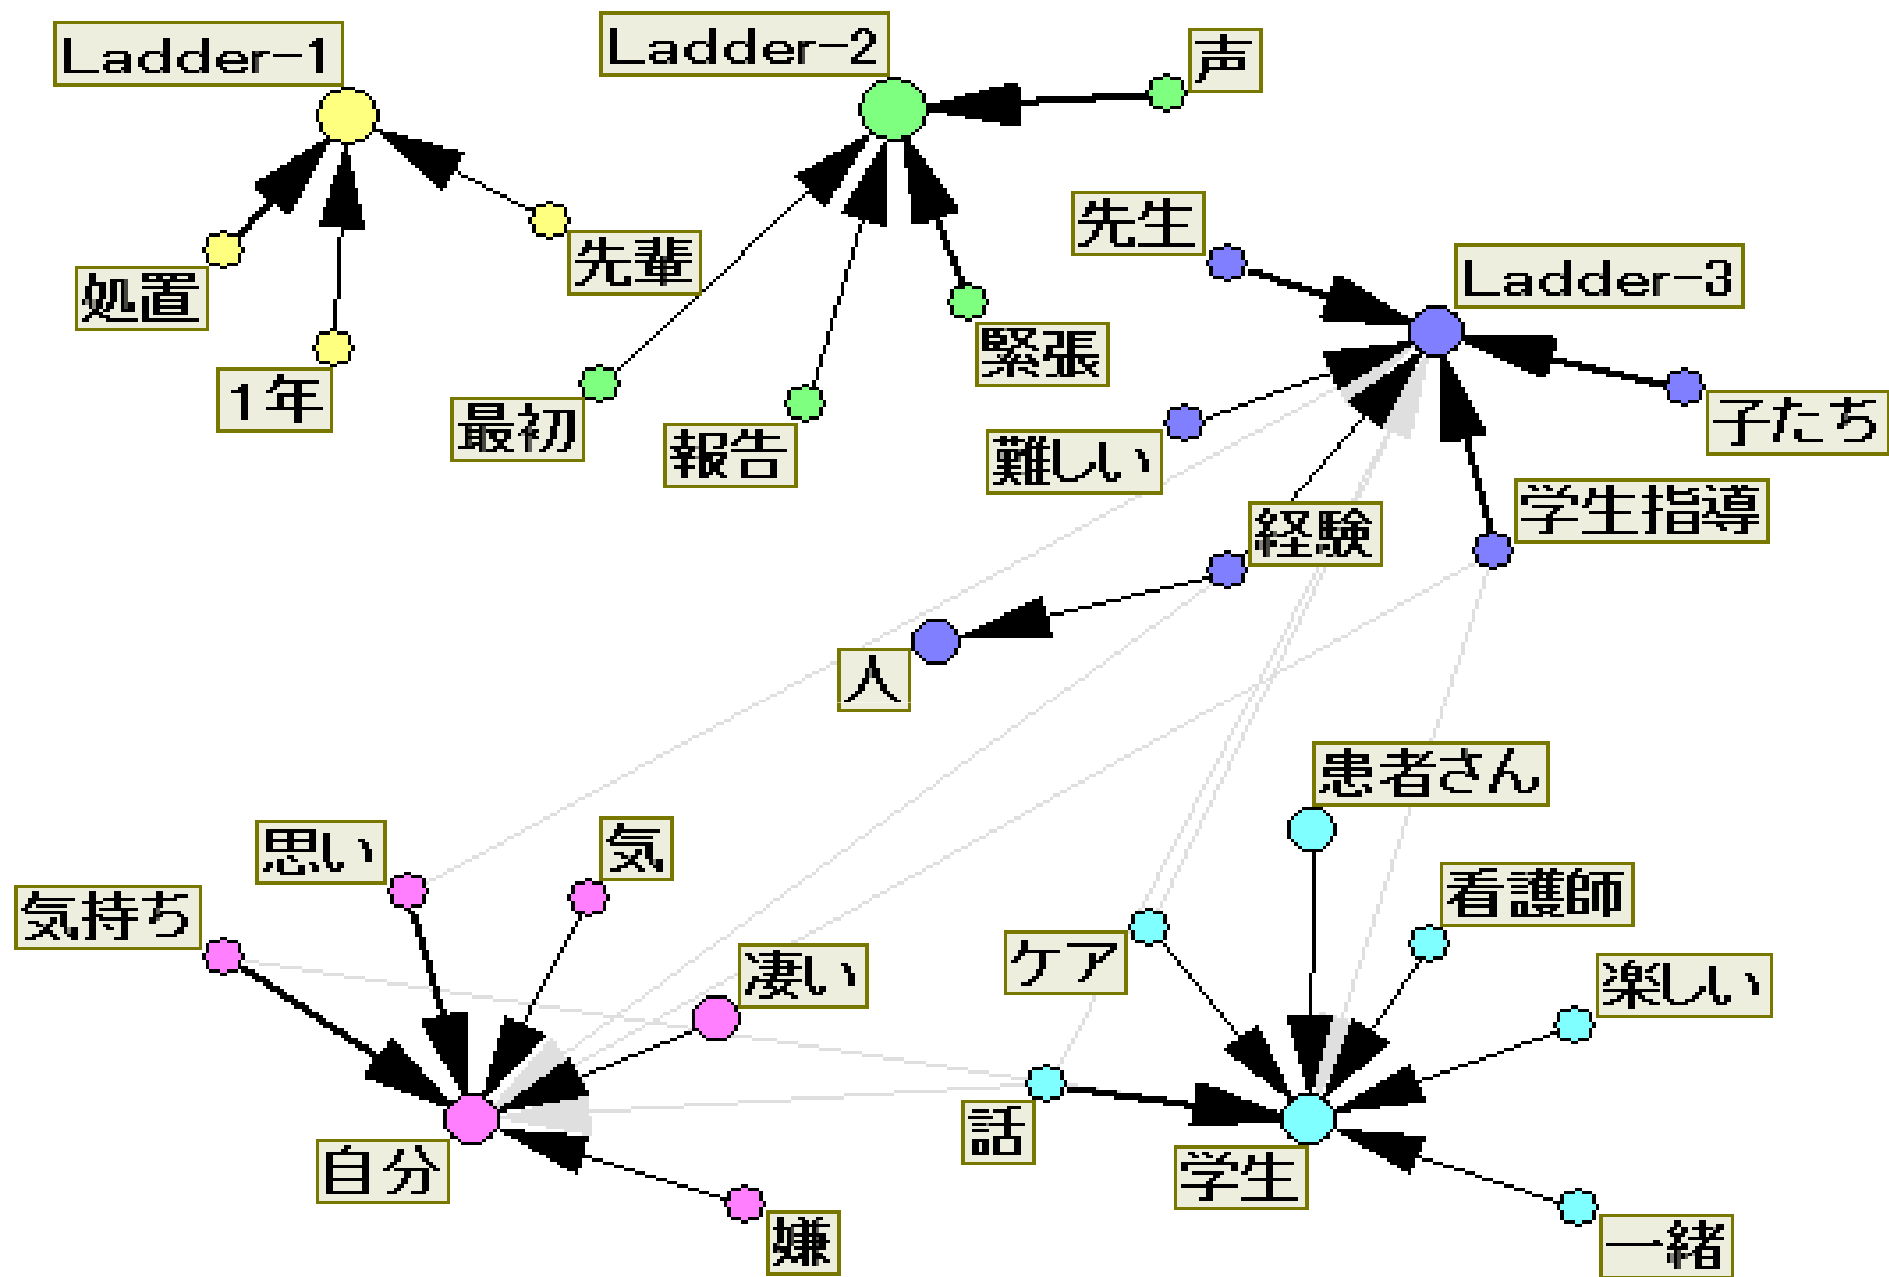 Ladder-1
Ladder-2
声
先輩
処置
1年
先生
Ladder-3
緊張
最初
報告
難しい
子たち
学生指導
経験
人
患者さん
思い
気
気持ち
看護師
凄い
ケア
楽しい
話
自分
学生
嫌
一緒